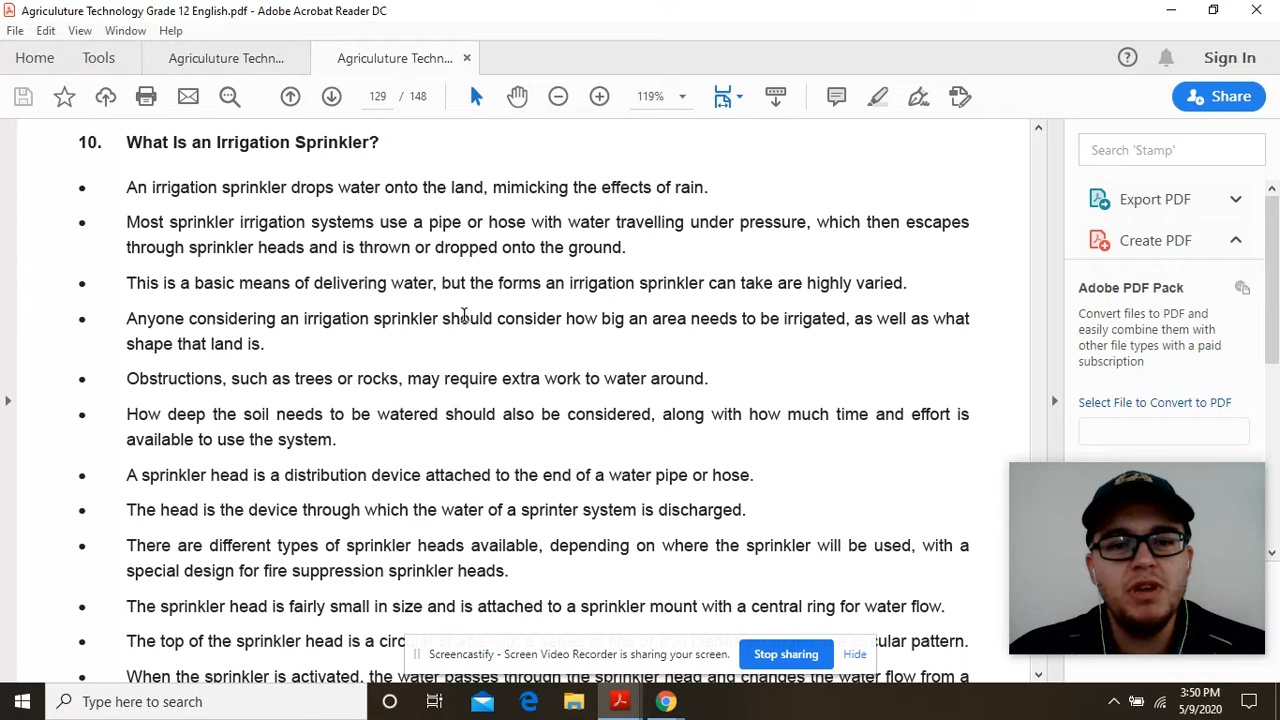 Agriculuture Technology Grade 12 English.pdf - Adobe Acrobat Reader DC
File Edit View Window Help
Home Tools Agriculuture Techn... Agriculuture Techn... × Sign In
129 / 148 119% Share
10. What Is an Irrigation Sprinkler?
• An irrigation sprinkler drops water onto the land, mimicking the effects of rain.
• Most sprinkler irrigation systems use a pipe or hose with water travelling under pressure, which then escapes
through sprinkler heads and is thrown or dropped onto the ground.
• This is a basic means of delivering water, but the forms an irrigation sprinkler can take are highly varied.
• Anyone considering an irrigation sprinkler should consider how big an area needs to be irrigated, as well as what
shape that land is.
• Obstructions, such as trees or rocks, may require extra work to water around.
• How deep the soil needs to be watered should also be considered, along with how much time and effort is
available to use the system.
• A sprinkler head is a distribution device attached to the end of a water pipe or hose.
• The head is the device through which the water of a sprinter system is discharged.
• There are different types of sprinkler heads available, depending on where the sprinkler will be used, with a
special design for fire suppression sprinkler heads.
• The sprinkler head is fairly small in size and is attached to a sprinkler mount with a central ring for water flow.
• The top of the sprinkler head is a pattern.
When the sprinkler is activated, the water passes through the sprinkler head and changes the water flow from a
Search 'Stamp'
Export PDF
Create PDF
Adobe PDF Pack
Convert files to PDF and
easily combine them with
other file types with a paid
subscription
Select File to Convert to PDF
Screencastify - Screen Video Recorder is sharing your screen. Stop sharing Hide
Type here to search
3:50 PM
5/9/2020